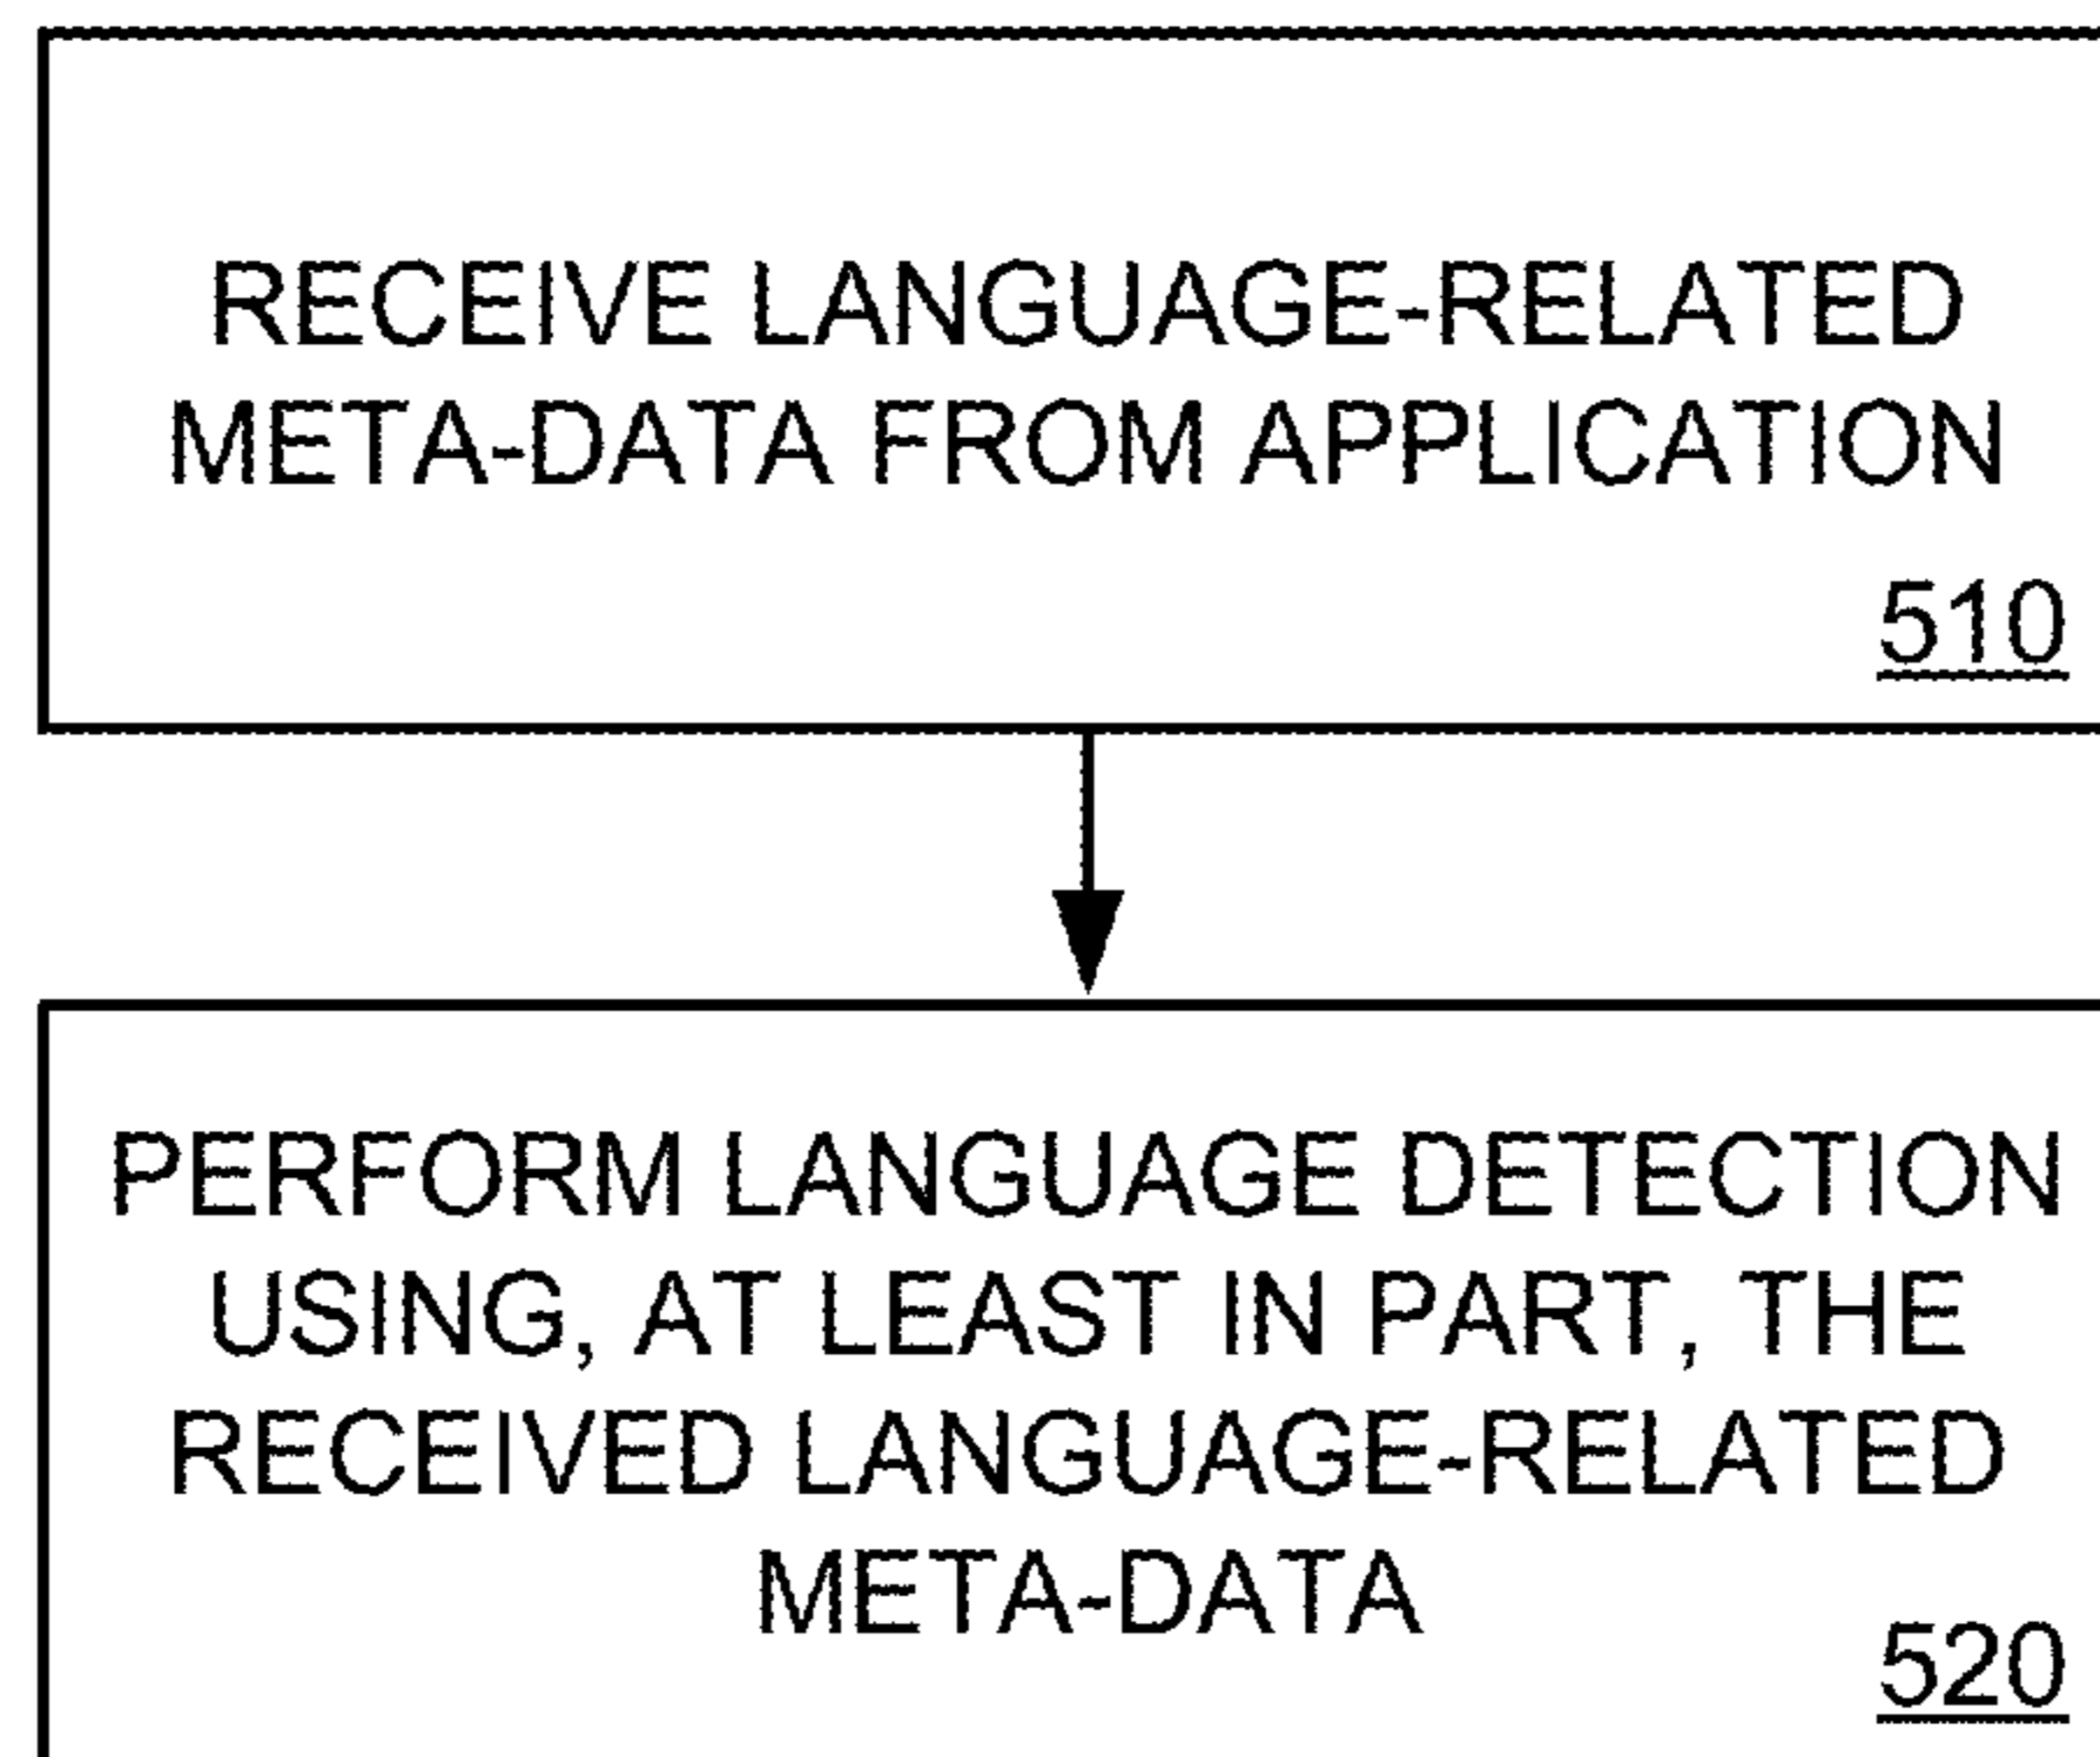 RECEIVE LANGUAGE-RELATED
META-DATA FROM APPLICATION
510
PERFORM LANGUAGE DETECTION
USING, AT LEAST IN PART, THE
RECEIVED LANGUAGE-RELATED
META-DATA
520